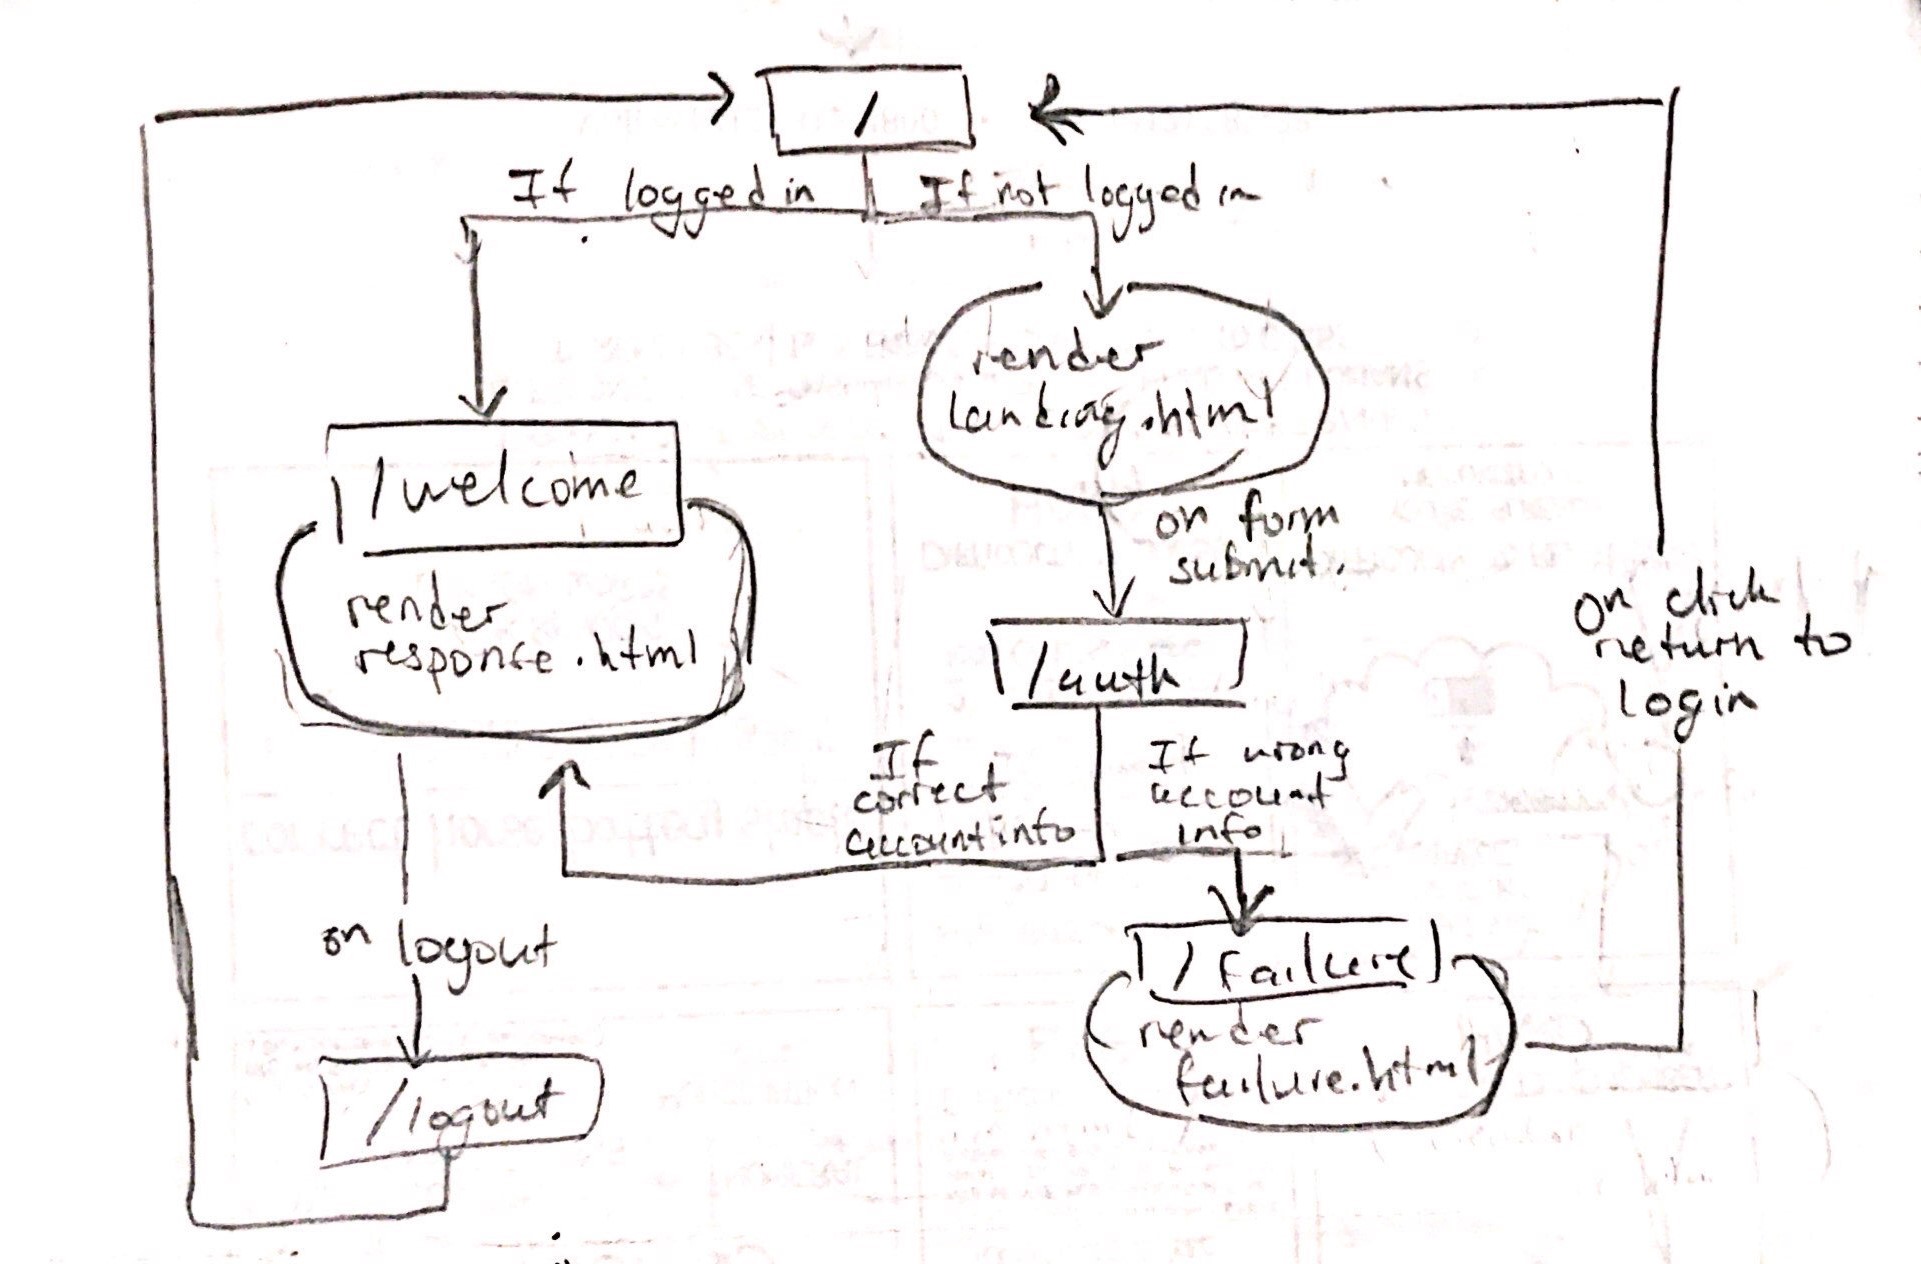 /
If logged in
If not logged in
render
landing.html
/welcome
render
response.html
on form
submit.
/auth
on click
return to
login
If
correct
account info
If wrong
account
info
on logout
/failure
render
failure.html
/logout